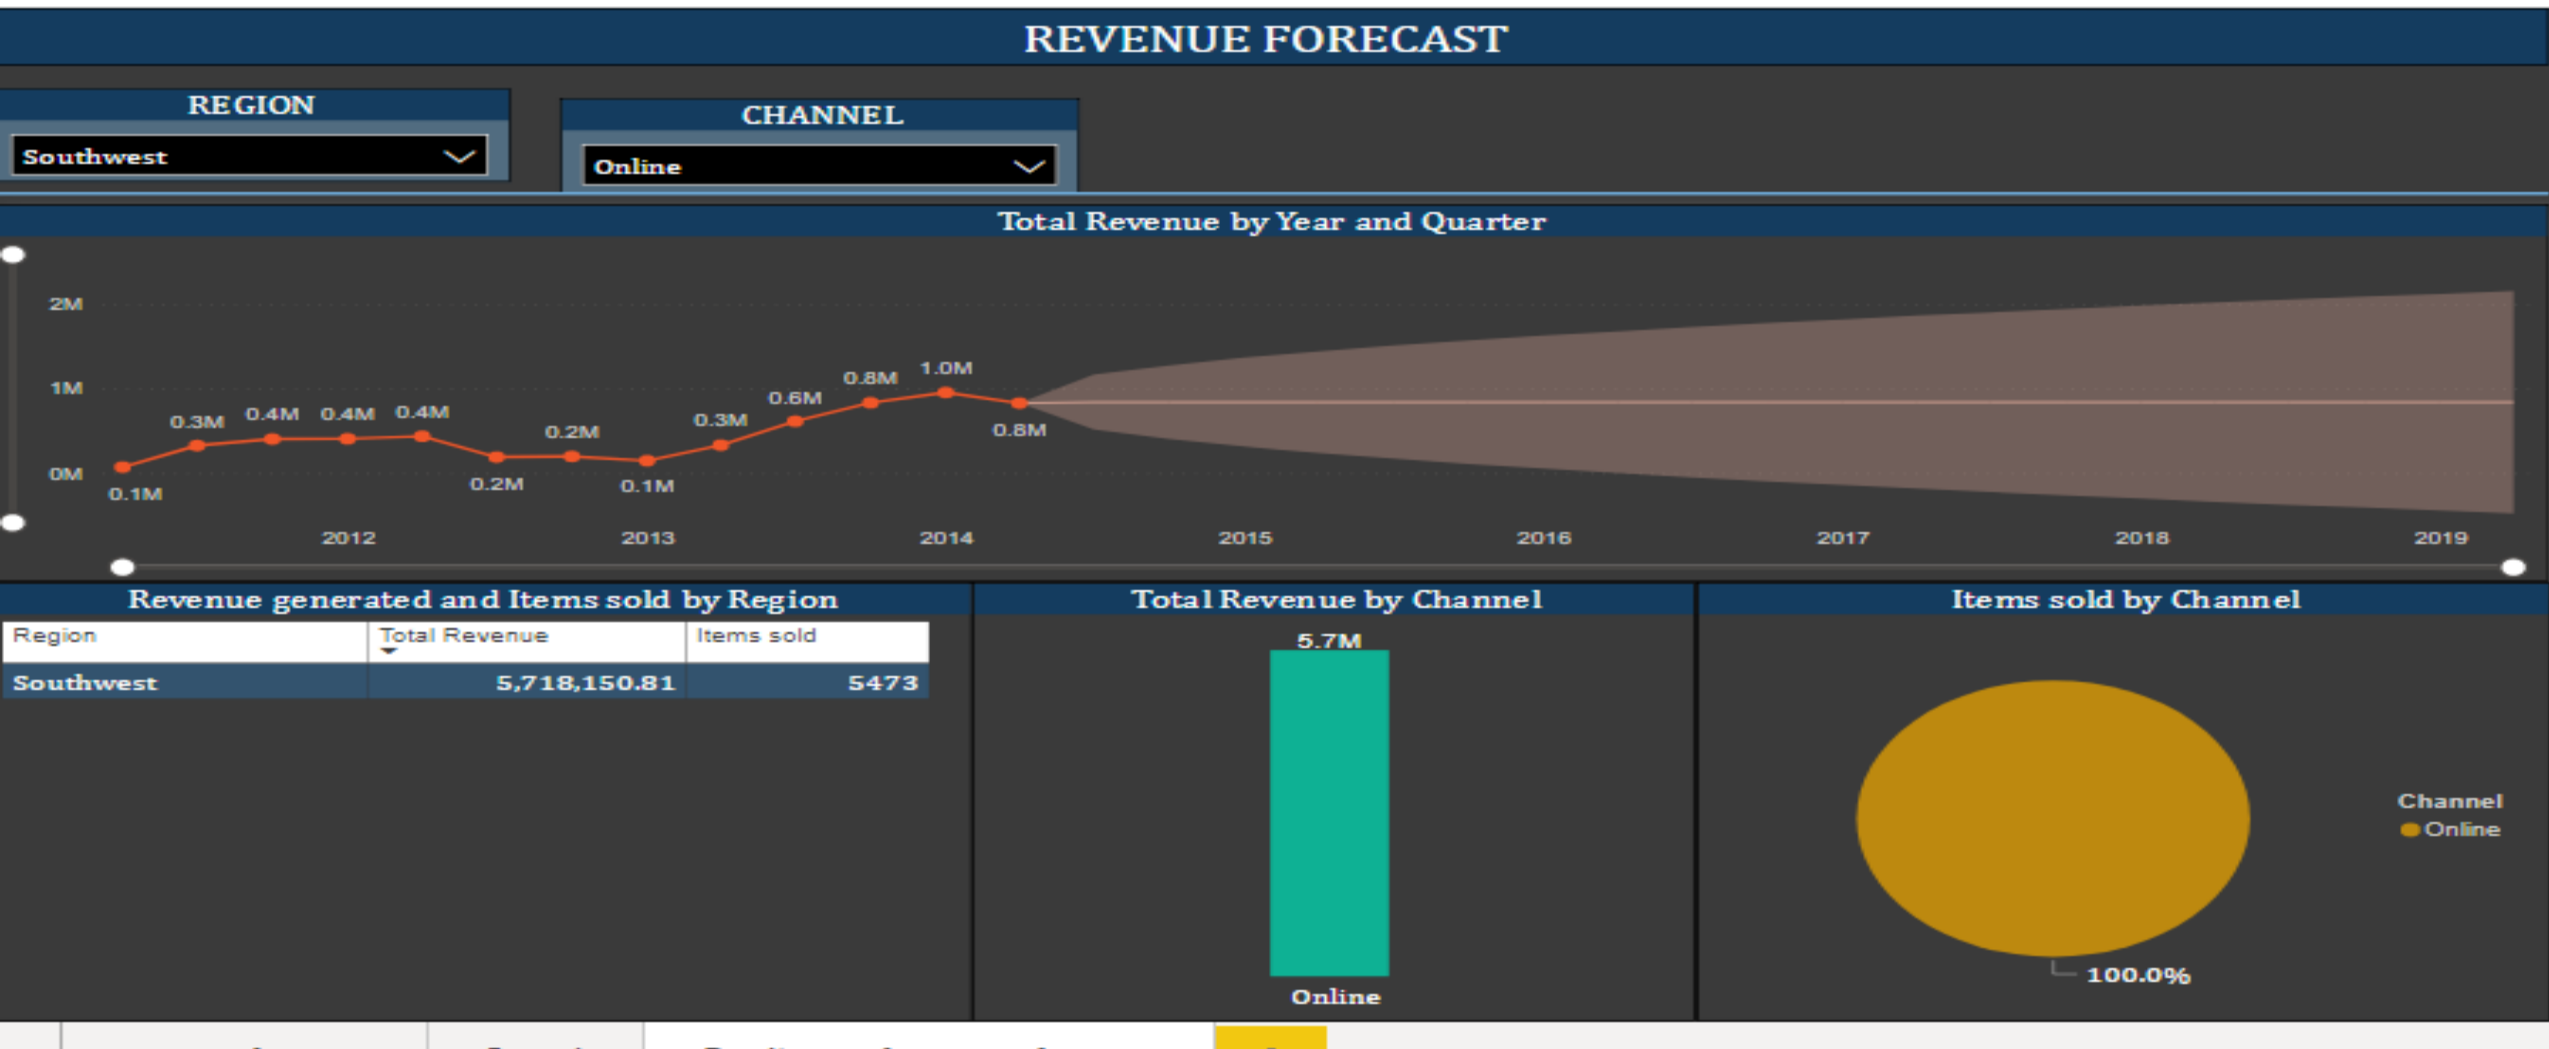 REVENUE FORECAST
REGION
Southwest
CHANNEL
Online
Total Revenue by Year and Quarter
2M
1M
0M
0.1M
0.3M
0.4M
0.4M
0.4M
0.2M
0.2M
0.1M
0.3M
0.6M
0.8M
1.0M
0.8M
2012 2013 2014 2015 2016 2017 2018 2019
Revenue generated and Items sold by Region
Region Total Revenue Items sold
Southwest 5,718,150.81 5473
Total Revenue by Channel
5.7M
Online
Items sold by Channel
100.0%
Channel
Online